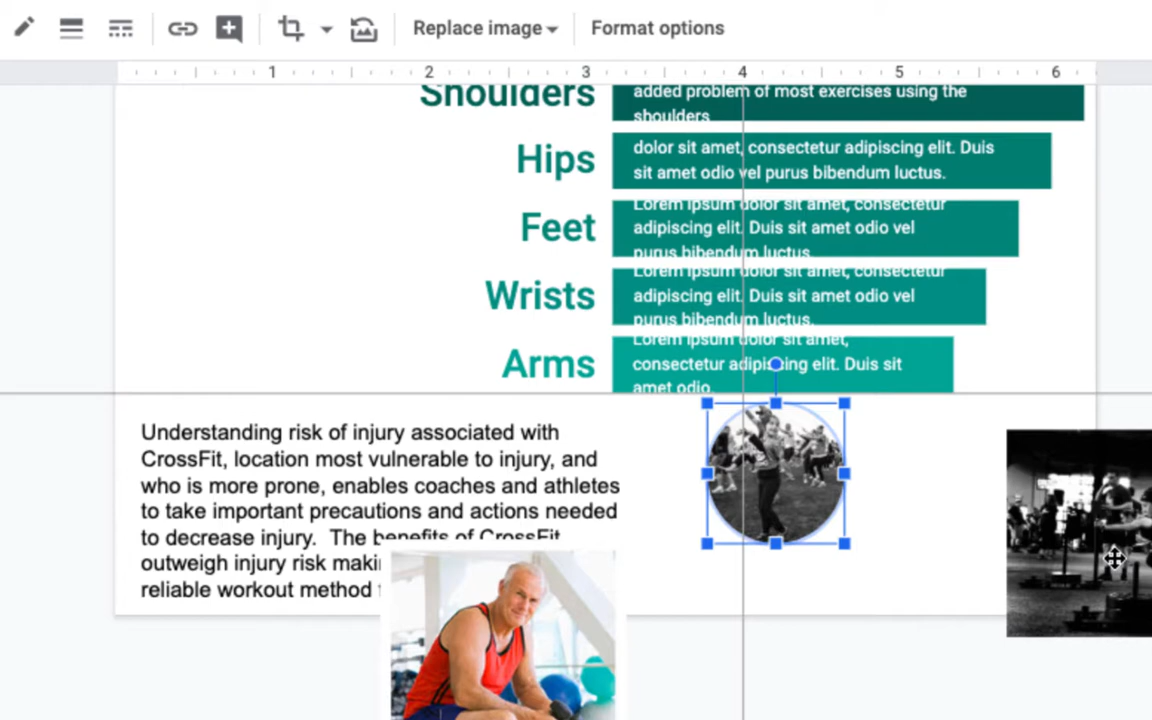 Replace image
Format options
1 2 3 4 5 6
Shoulders
added problem of most exercises using the
shoulders
Hips
dolor sit amet, consectetur adipiscing elit. Duis
sit amet odio vel purus bibendum luctus.
Feet
Lorem ipsum dolor sit amet, consectetur
adipiscing elit. Duis sit amet odio vel
purus bibendum luctus.
Wrists
Lorem ipsum dolor sit amet, consectetur
adipiscing elit. Duis sit amet odio vel
purus bibendum luctus.
Arms
Lorem ipsum dolor sit amet,
consectetur adipiscing elit. Duis sit
amet odio.
Understanding risk of injury associated with
CrossFit, location most vulnerable to injury, and
who is more prone, enables coaches and athletes
to take important precautions and actions needed
to decrease injury. The benefits of CrossFit
outweigh injury risk maki
reliable workout method